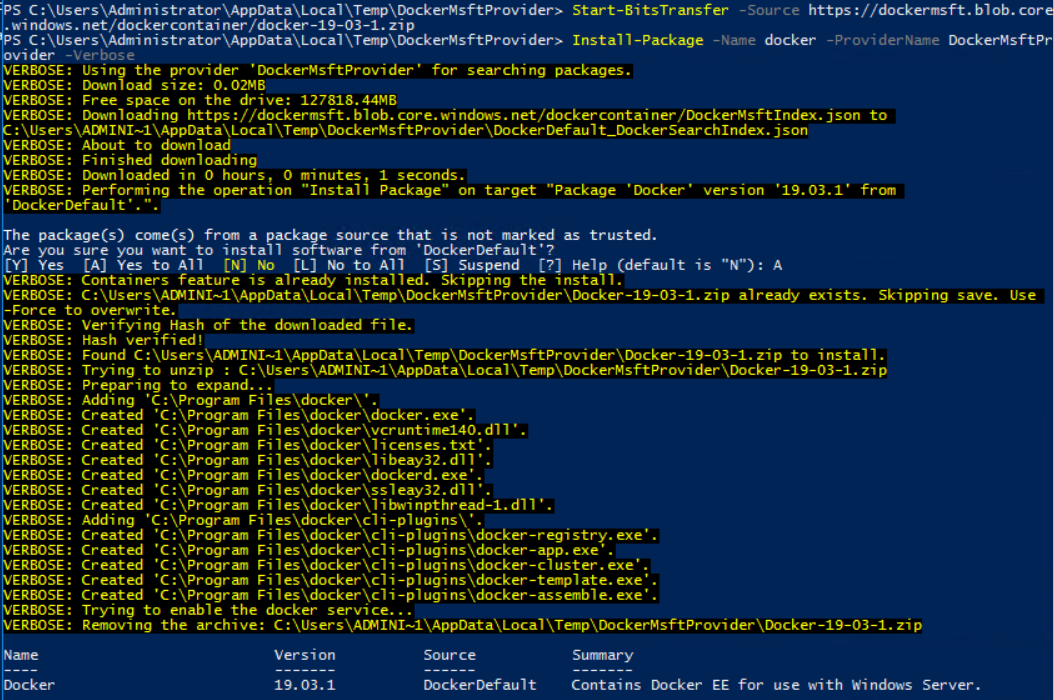 PS C:\Users\Administrator\AppData\Local\Temp\DockerMsftProvider> Start-BitsTransfer -Source https://dockermsft.blob.core
.windows.net/dockercontainer/docker-19-03-1.zip
PS C:\Users\Administrator\AppData\Local\Temp\DockerMsftProvider> Install-Package -Name docker -ProviderName DockerMsftPr
ovider -Verbose
VERBOSE: Using the provider 'DockerMsftProvider' for searching packages.
VERBOSE: Download size: 0.02MB
VERBOSE: Free space on the drive: 127818.44MB
VERBOSE: Downloading https://dockermsft.blob.core.windows.net/dockercontainer/DockerMsftIndex.json to
C:\Users\ADMINI~1\AppData\Local\Temp\DockerMsftProvider\DockerDefault_DockerSearchIndex.json
VERBOSE: About to download
VERBOSE: Finished downloading
VERBOSE: Downloaded in 0 hours, 0 minutes, 1 seconds.
VERBOSE: Performing the operation "Install Package" on target "Package 'Docker' version '19.03.1' from
'DockerDefault'.".

The package(s) come(s) from a package source that is not marked as trusted.
Are you sure you want to install software from 'DockerDefault'?
[Y] Yes  [A] Yes to All  [N] No  [L] No to All  [S] Suspend  [?] Help (default is "N"): A
VERBOSE: Containers feature is already installed. Skipping the install.
VERBOSE: C:\Users\ADMINI~1\AppData\Local\Temp\DockerMsftProvider\Docker-19-03-1.zip already exists. Skipping save. Use
-Force to overwrite.
VERBOSE: Verifying Hash of the downloaded file.
VERBOSE: Hash verified!
VERBOSE: Found C:\Users\ADMINI~1\AppData\Local\Temp\DockerMsftProvider\Docker-19-03-1.zip to install.
VERBOSE: Trying to unzip : C:\Users\ADMINI~1\AppData\Local\Temp\DockerMsftProvider\Docker-19-03-1.zip
VERBOSE: Preparing to expand...
VERBOSE: Adding 'C:\Program Files\docker\'.
VERBOSE: Created 'C:\Program Files\docker\docker.exe'.
VERBOSE: Created 'C:\Program Files\docker\vcruntime140.dll'.
VERBOSE: Created 'C:\Program Files\docker\licenses.txt'.
VERBOSE: Created 'C:\Program Files\docker\libeay32.dll'.
VERBOSE: Created 'C:\Program Files\docker\dockerd.exe'.
VERBOSE: Created 'C:\Program Files\docker\ssleay32.dll'.
VERBOSE: Created 'C:\Program Files\docker\libwinpthread-1.dll'.
VERBOSE: Adding 'C:\Program Files\docker\cli-plugins\'.
VERBOSE: Created 'C:\Program Files\docker\cli-plugins\docker-registry.exe'.
VERBOSE: Created 'C:\Program Files\docker\cli-plugins\docker-app.exe'.
VERBOSE: Created 'C:\Program Files\docker\cli-plugins\docker-cluster.exe'.
VERBOSE: Created 'C:\Program Files\docker\cli-plugins\docker-template.exe'.
VERBOSE: Created 'C:\Program Files\docker\cli-plugins\docker-assemble.exe'.
VERBOSE: Trying to enable the docker service...
VERBOSE: Removing the archive: C:\Users\ADMINI~1\AppData\Local\Temp\DockerMsftProvider\Docker-19-03-1.zip

Name                           Version          Source           Summary
----                           -------          ------           -------
Docker                         19.03.1          DockerDefault    Contains Docker EE for use with Windows Server.